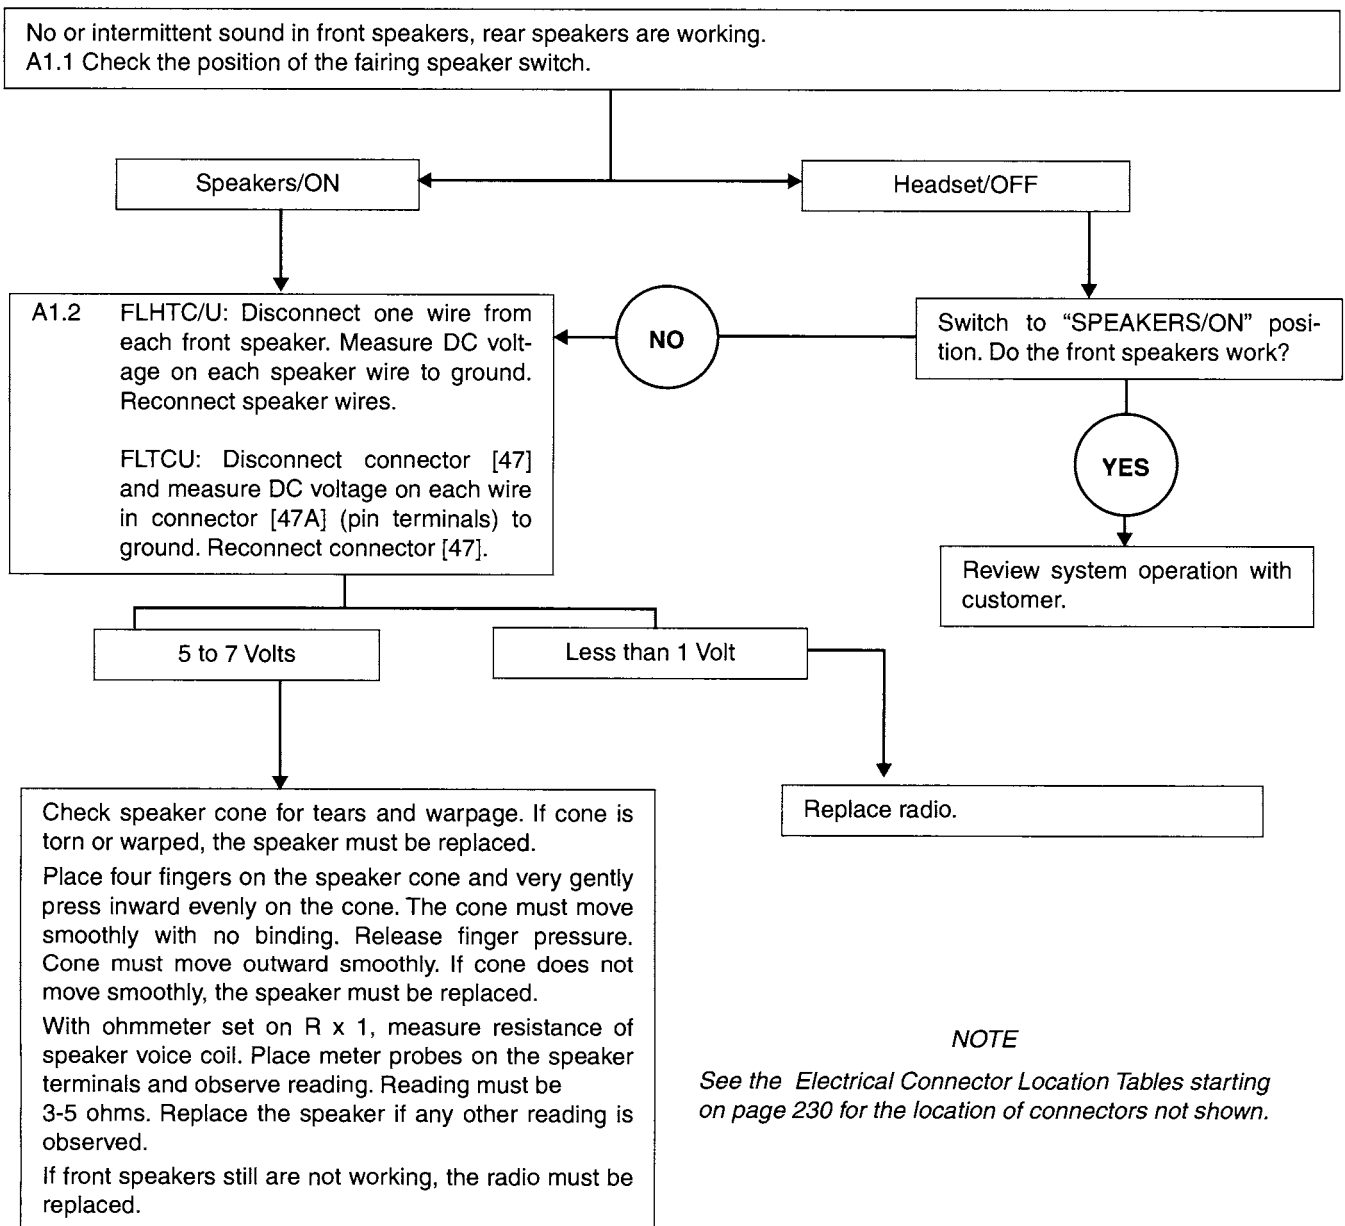 No or intermittent sound in front speakers, rear speakers are working.
A1.1 Check the position of the fairing speaker switch.
Speakers/ON
Headset/OFF
A1.2 FLHTC/U: Disconnect one wire from
each front speaker. Measure DC volt-
age on each speaker wire to ground.
Reconnect speaker wires.
FLTCU: Disconnect connector [47]
and measure DC voltage on each wire
in connector [47A] (pin terminals) to
ground. Reconnect connector [47].
NO
Switch to “SPEAKERS/ON” posi-
tion. Do the front speakers work?
YES
Review system operation with
customer.
5 to 7 Volts
Less than 1 Volt
Check speaker cone for tears and warpage. If cone is
torn or warped, the speaker must be replaced.
Place four fingers on the speaker cone and very gently
press inward evenly on the cone. The cone must move
smoothly with no binding. Release finger pressure.
Cone must move outward smoothly. If cone does not
move smoothly, the speaker must be replaced.
With ohmmeter set on R x 1, measure resistance of
speaker voice coil. Place meter probes on the speaker
terminals and observe reading. Reading must be
3-5 ohms. Replace the speaker if any other reading is
observed.
If front speakers still are not working, the radio must be
replaced.
Replace radio.
NOTE
See the Electrical Connector Location Tables starting
on page 230 for the location of connectors not shown.